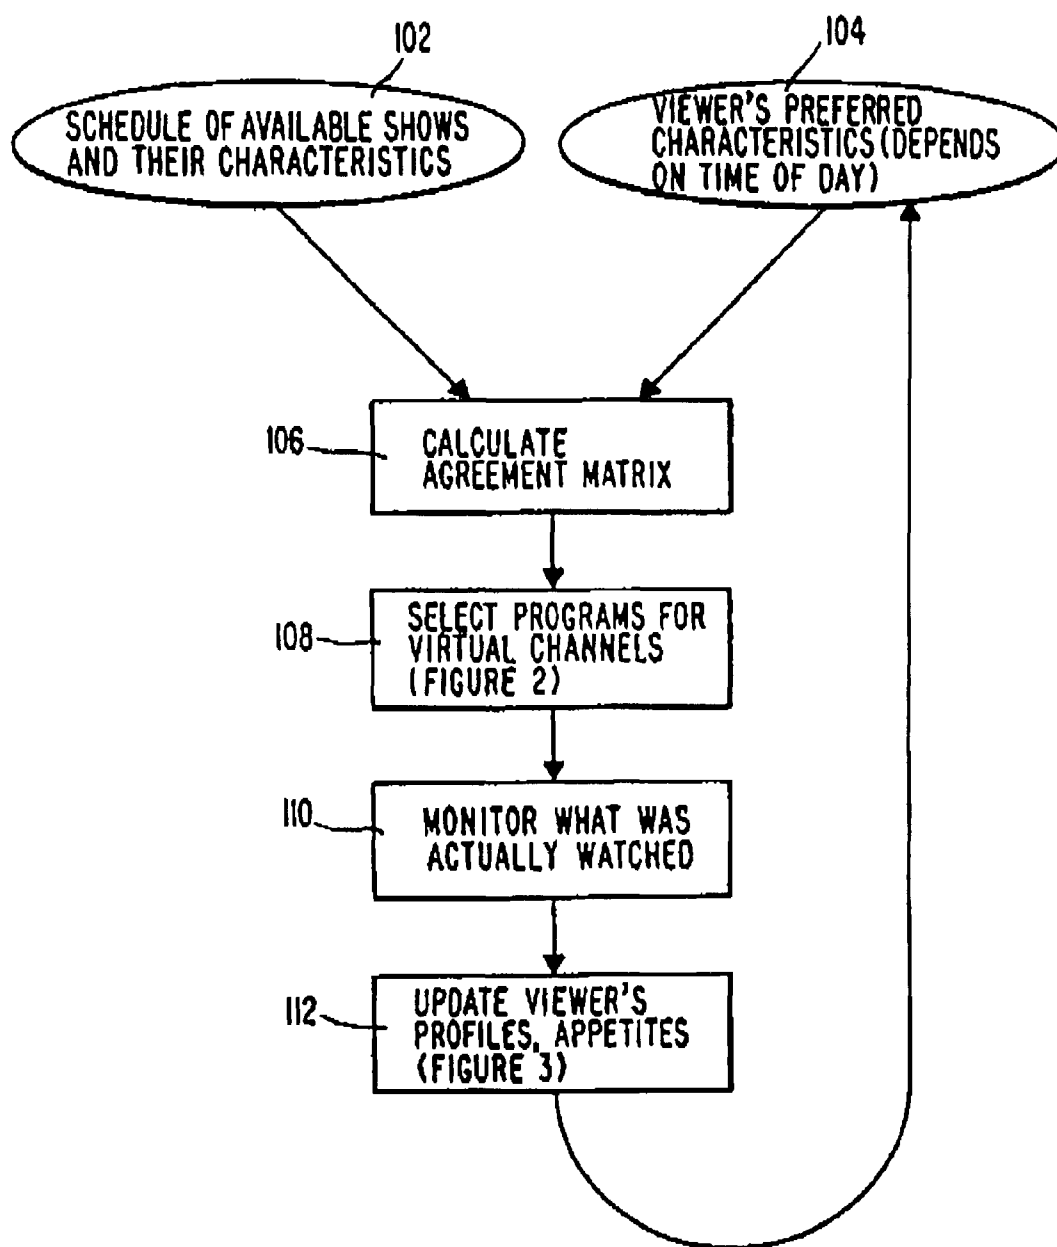 102
104
SCHEDULE OF AVAILABLE SHOWS
AND THEIR CHARACTERISTICS
VIEWER'S PREFERRED
CHARACTERISTICS (DEPENDS
ON TIME OF DAY)
106
CALCULATE
AGREEMENT MATRIX
108
SELECT PROGRAMS FOR
VIRTUAL CHANNELS
(FIGURE 2)
110
MONITOR WHAT WAS
ACTUALLY WATCHED
112
UPDATE VIEWER'S
PROFILES, APPETITES
(FIGURE 3)